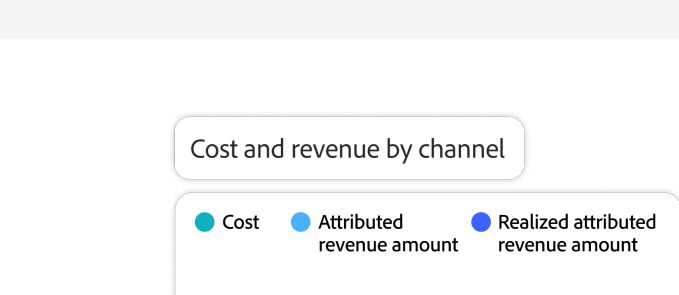 Cost and revenue by channel
Cost
Attributed
revenue amount
Realized attributed
revenue amount